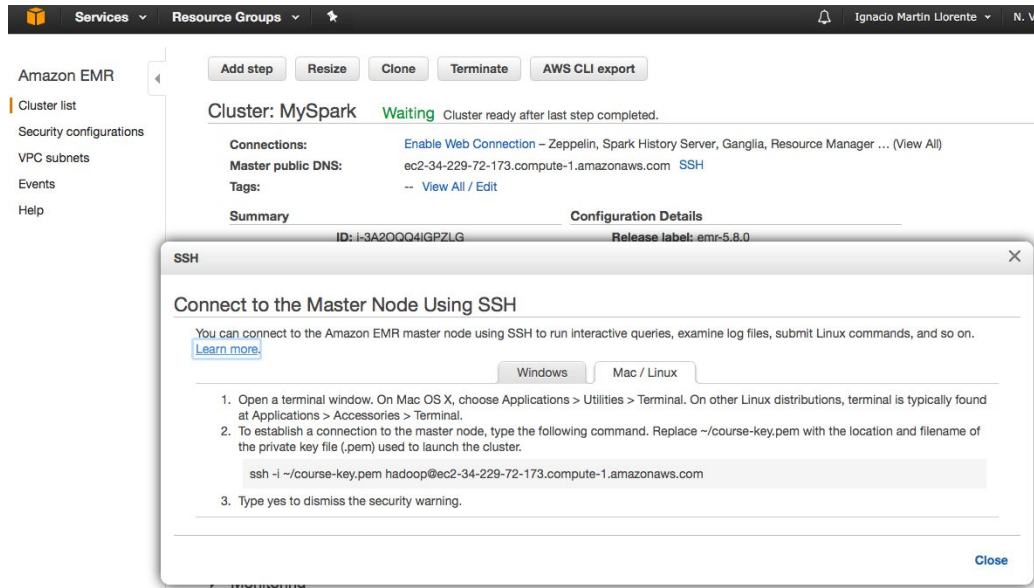 Services Resource Groups Ignacio Martin Llorente N. V
Amazon EMR
Cluster list
Security configurations
VPC subnets
Events
Help
Add step Resize Clone Terminate AWS CLI export
Cluster: MySpark Waiting Cluster ready after last step completed.
Connections: Enable Web Connection – Zeppelin, Spark History Server, Ganglia, Resource Manager ... (View All)
Master public DNS: ec2-34-229-72-173.compute-1.amazonaws.com SSH
Tags: -- View All / Edit
Summary Configuration Details
ID: j-3A2OQQ4IGPZLG Release label: emr-5.8.0
SSH
Connect to the Master Node Using SSH
You can connect to the Amazon EMR master node using SSH to run interactive queries, examine log files, submit Linux commands, and so on.
Learn more.
Windows Mac / Linux
1. Open a terminal window. On Mac OS X, choose Applications > Utilities > Terminal. On other Linux distributions, terminal is typically found
at Applications > Accessories > Terminal.
2. To establish a connection to the master node, type the following command. Replace ~/course-key.pem with the location and filename of
the private key file (.pem) used to launch the cluster.
ssh -i ~/course-key.pem hadoop@ec2-34-229-72-173.compute-1.amazonaws.com
3. Type yes to dismiss the security warning.
Close
Monitoring